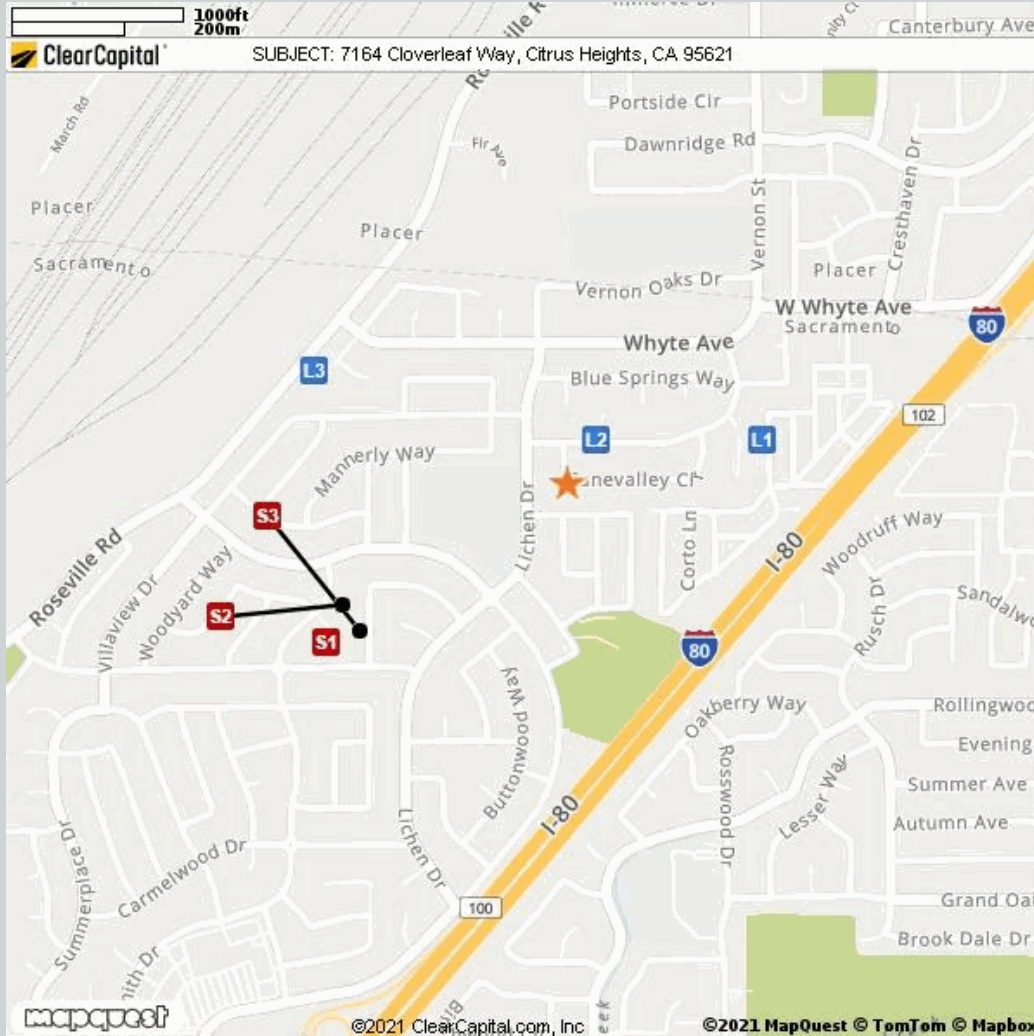 1000ft
200m
ClearCapital
SUBJECT: 7164 Cloverleaf Way, Citrus Heights, CA 95621
Canterbury Ave
March Rd
Portside Cir
Fir Ave
Dawnridge Rd
Vernon St
Cresthaven Dr
Placer
Placer
Sacramento
Placer
Vernon Oaks Dr
W Whyte Ave
Sacramento
80
Whyte Ave
L3
Blue Springs Way
102
L2
L1
Mannerly Way
nevalley Ct
Lichen Dr
S3
Corto Ln
Woodruff Way
I-80
Roseville Rd
Villaview Dr
Woodyard Way
Rusch Dr
S2
S1
80
Buttonwood Way
Oakberry Way
Rosswood Dr
Evening
Lesser Way
Summer Ave
I-80
Autumn Ave
Lichen Dr
Summerplace Dr
Carmelwood Dr
100
Grand Oa
Brook Dale Dr
mapquest
©2021 ClearCapital.com, Inc
©2021 MapQuest © TomTom © Mapbo